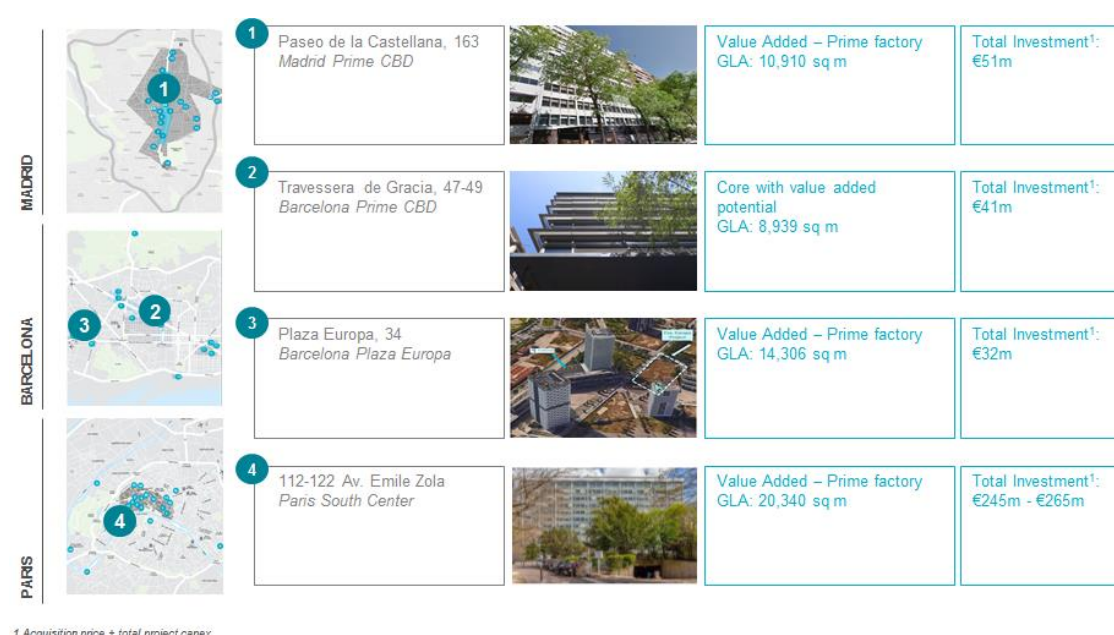 MADRID
1
1
Paseo de la Castellana, 163
Madrid Prime CBD
Value Added – Prime factory
GLA: 10,910 sq m
Total Investment¹:
€51m
2
Travessera de Gracia, 47-49
Barcelona Prime CBD
Core with value added
potential
GLA: 8,939 sq m
Total Investment¹:
€41m
BARCELONA
2
3
3
Plaza Europa, 34
Barcelona Plaza Europa
Value Added – Prime factory
GLA: 14,306 sq m
Total Investment¹:
€32m
PARIS
4
4
112-122 Av. Emile Zola
Paris South Center
Value Added – Prime factory
GLA: 20,340 sq m
Total Investment¹:
€245m - €265m
1 Acquisition price + total project capex